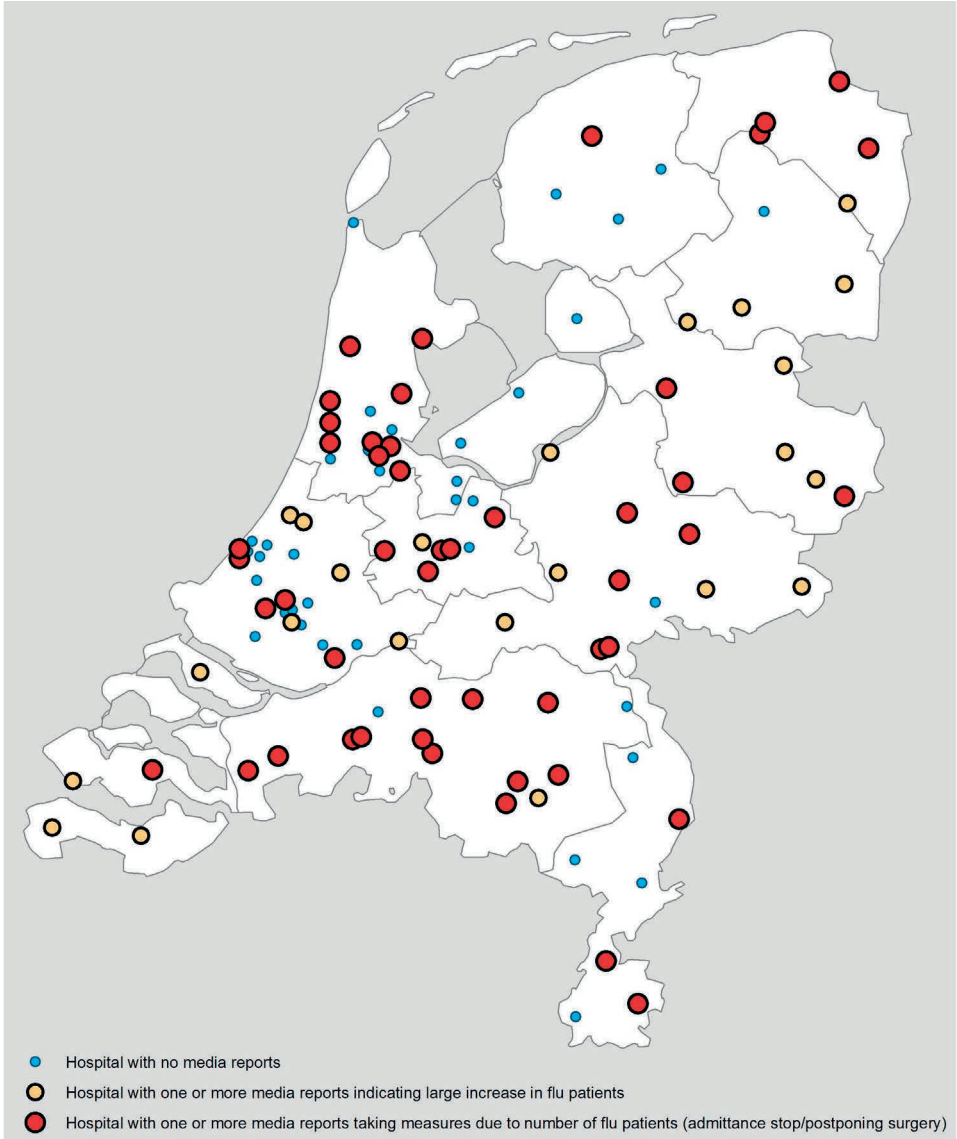 Hospital with no media reports
Hospital with one or more media reports indicating large increase in flu patients
Hospital with one or more media reports taking measures due to number of flu patients (admittance stop/postponing surgery)